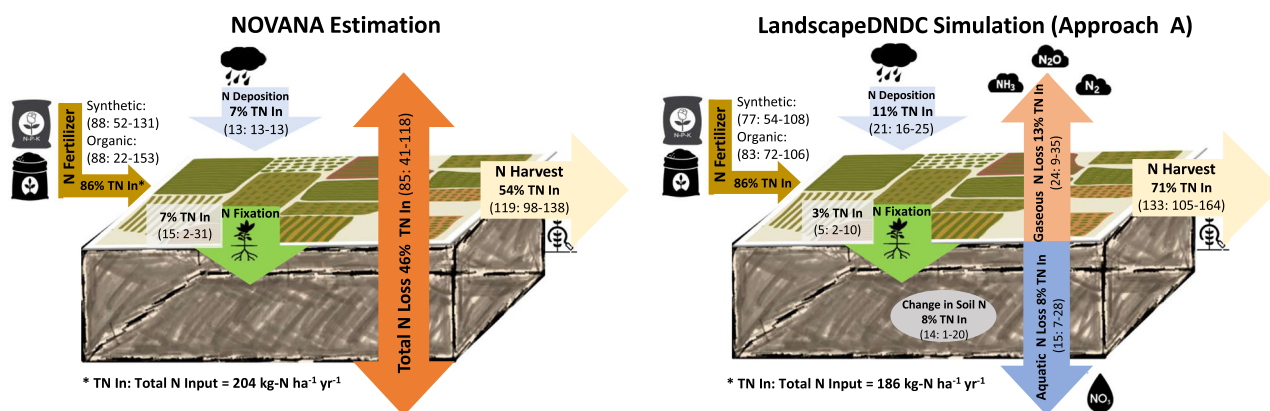 NOVANA Estimation
N-P-K
N Fertilizer
Synthetic:
(88: 52-131)
Organic:
(88: 22-153)
86% TN In*
N Deposition
7% TN In
(13: 13-13)
7% TN In
(15: 2-31)
N Fixation
Total N Loss 46% TN In (85: 41-118)
N Harvest
54% TN In
(119: 98-138)
* TN In: Total N Input = 204 kg-N ha⁻¹ yr⁻¹
LandscapeDNDC Simulation (Approach A)
N-P-K
N Fertilizer
Synthetic:
(77: 54-108)
Organic:
(83: 72-106)
86% TN In
N Deposition
11% TN In
(21: 16-25)
NH₃
N2O
N₂
3% TN In
(5: 2-10)
N Fixation
Gaseous N Loss 13% TN In
(24: 9-35)
N Harvest
71% TN In
(133: 105-164)
Change in Soil N
8% TN In
(14: 1-20)
Aquatic N Loss 8% TN In
(15: 7-28)
NO₃
* TN In: Total N Input = 186 kg-N ha⁻¹ yr⁻¹